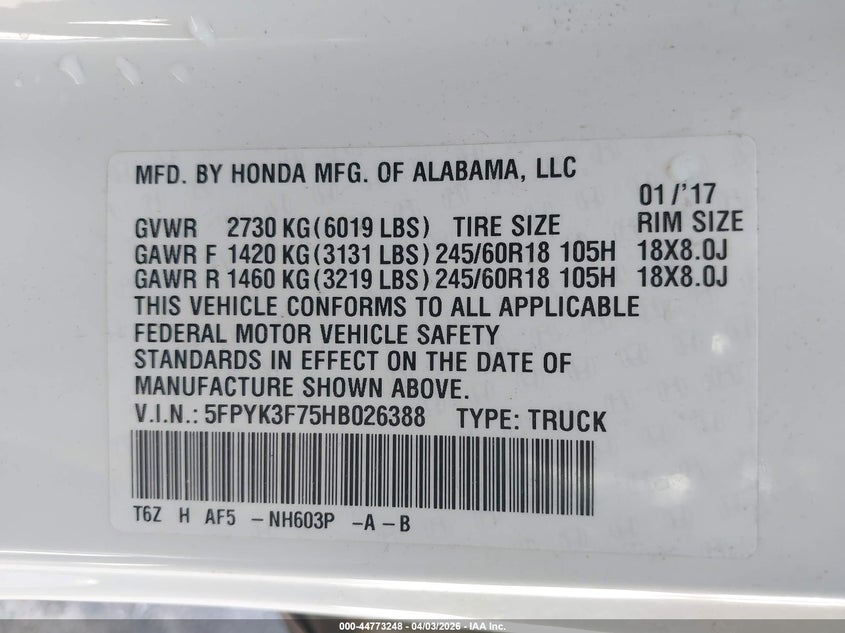 MFD. BY HONDA MFG. OF ALABAMA, LLC
01/'17
GVWR 2730 KG(6019 LBS) TIRE SIZE RIM SIZE
GAWR F 1420 KG(3131 LBS) 245/60R18 105H 18X8.0J
GAWR R 1460 KG(3219 LBS) 245/60R18 105H 18X8.0J
THIS VEHICLE CONFORMS TO ALL APPLICABLE
FEDERAL MOTOR VEHICLE SAFETY
STANDARDS IN EFFECT ON THE DATE OF
MANUFACTURE SHOWN ABOVE.
V.I.N.: 5FPYK3F75HB026388 TYPE: TRUCK
T6Z H AF5 -NH603P -A-B
000-44773248 - 04/03/2026 - IAA Inc.